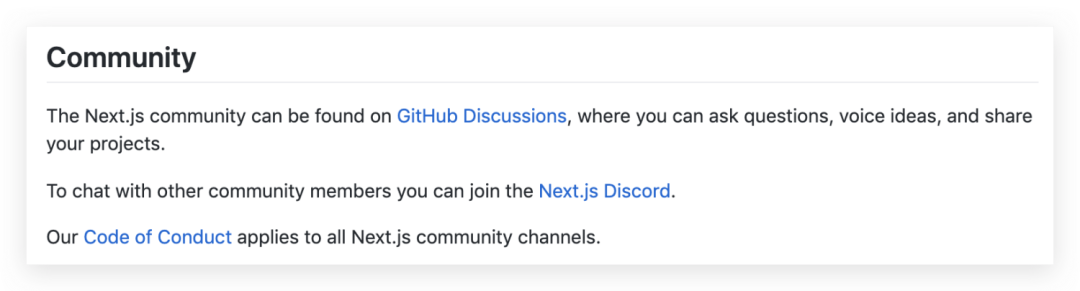 Community
The Next.js community can be found on GitHub Discussions, where you can ask questions, voice ideas, and share
your projects.
To chat with other community members you can join the Next.js Discord.
Our Code of Conduct applies to all Next.js community channels.